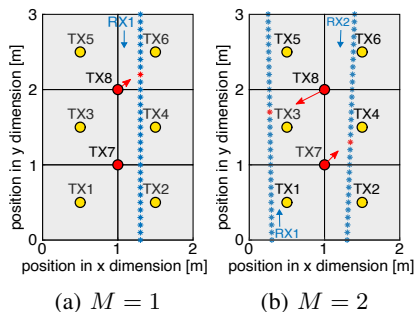 3
RX1
TX5
TX6
TX8
2
TX3
TX4
TX7
1
TX1
TX2
0
0
1
2
position in y dimension [m]
position in x dimension [m]
(a) M = 1
3
RX2
TX5
TX6
TX8
2
TX3
TX4
TX7
1
TX1
TX2
RX1
0
0
1
2
position in y dimension [m]
position in x dimension [m]
(b) M = 2